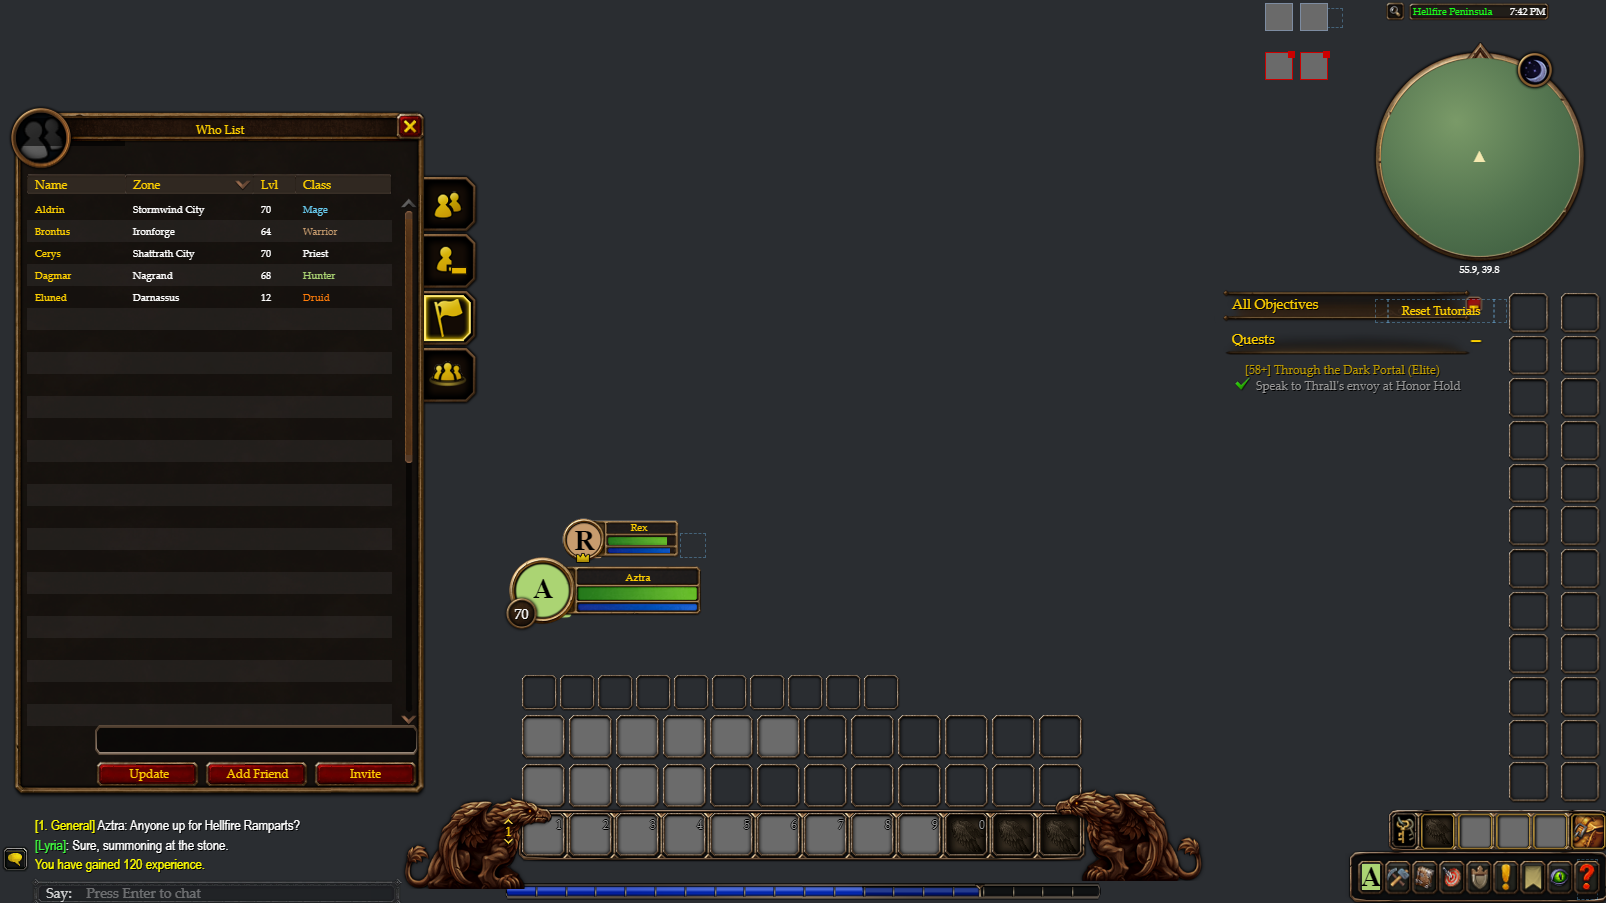 Hellfire Peninsula 7:42 PM
Who List
Name Zone Lvl Class
Aldrin Stormwind City 70 Mage
Brontus Ironforge 64 Warrior
Cerys Shattrath City 70 Priest
Dagmar Nagrand 68 Hunter
Eluned Darnassus 12 Druid
Update Add Friend Invite
55.9, 39.8
All Objectives
Reset Tutorials
Quests
[58+] Through the Dark Portal (Elite)
Speak to Thrall's envoy at Honor Hold
R Rex
A Aztra
70
[1. General] Aztra: Anyone up for Hellfire Ramparts?
[Lyria]: Sure, summoning at the stone.
You have gained 120 experience.
Say: Press Enter to chat
1
1 2 3 4 5 6 7 8 9 0
A